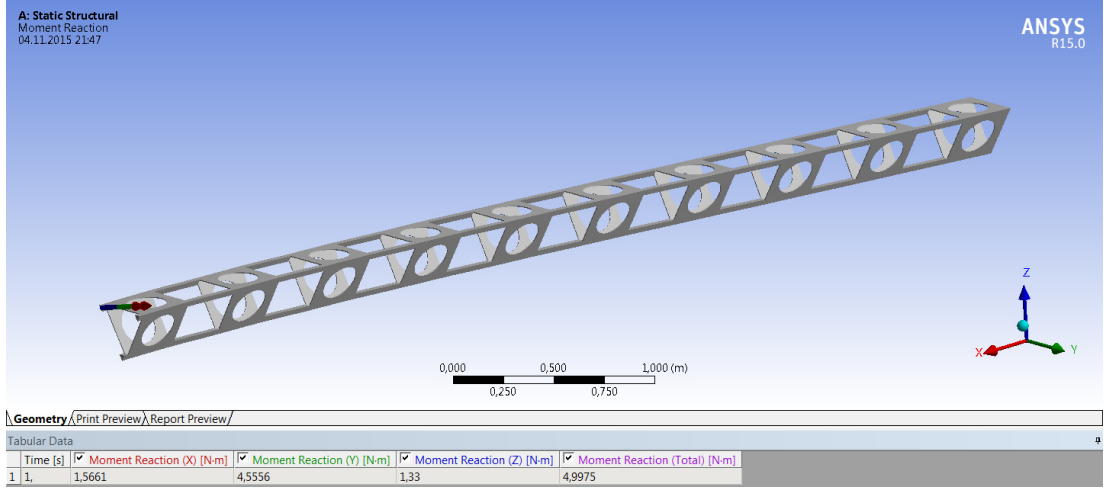 A: Static Structural
Moment Reaction
04.11.2015 21:47
ANSYS
R15.0
Z
X
Y
0,000 0,500 1,000 (m)
0,250 0,750
Geometry Print Preview Report Preview
Tabular Data
Time [s] Moment Reaction (X) [N·m] Moment Reaction (Y) [N·m] Moment Reaction (Z) [N·m] Moment Reaction (Total) [N·m]
1 1, 1,5661 4,5556 1,33 4,9975